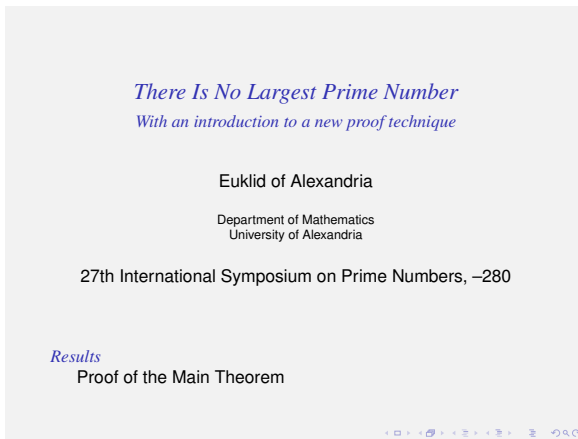 There Is No Largest Prime Number
With an introduction to a new proof technique
Euklid of Alexandria
Department of Mathematics
University of Alexandria
27th International Symposium on Prime Numbers, –280
Results
Proof of the Main Theorem